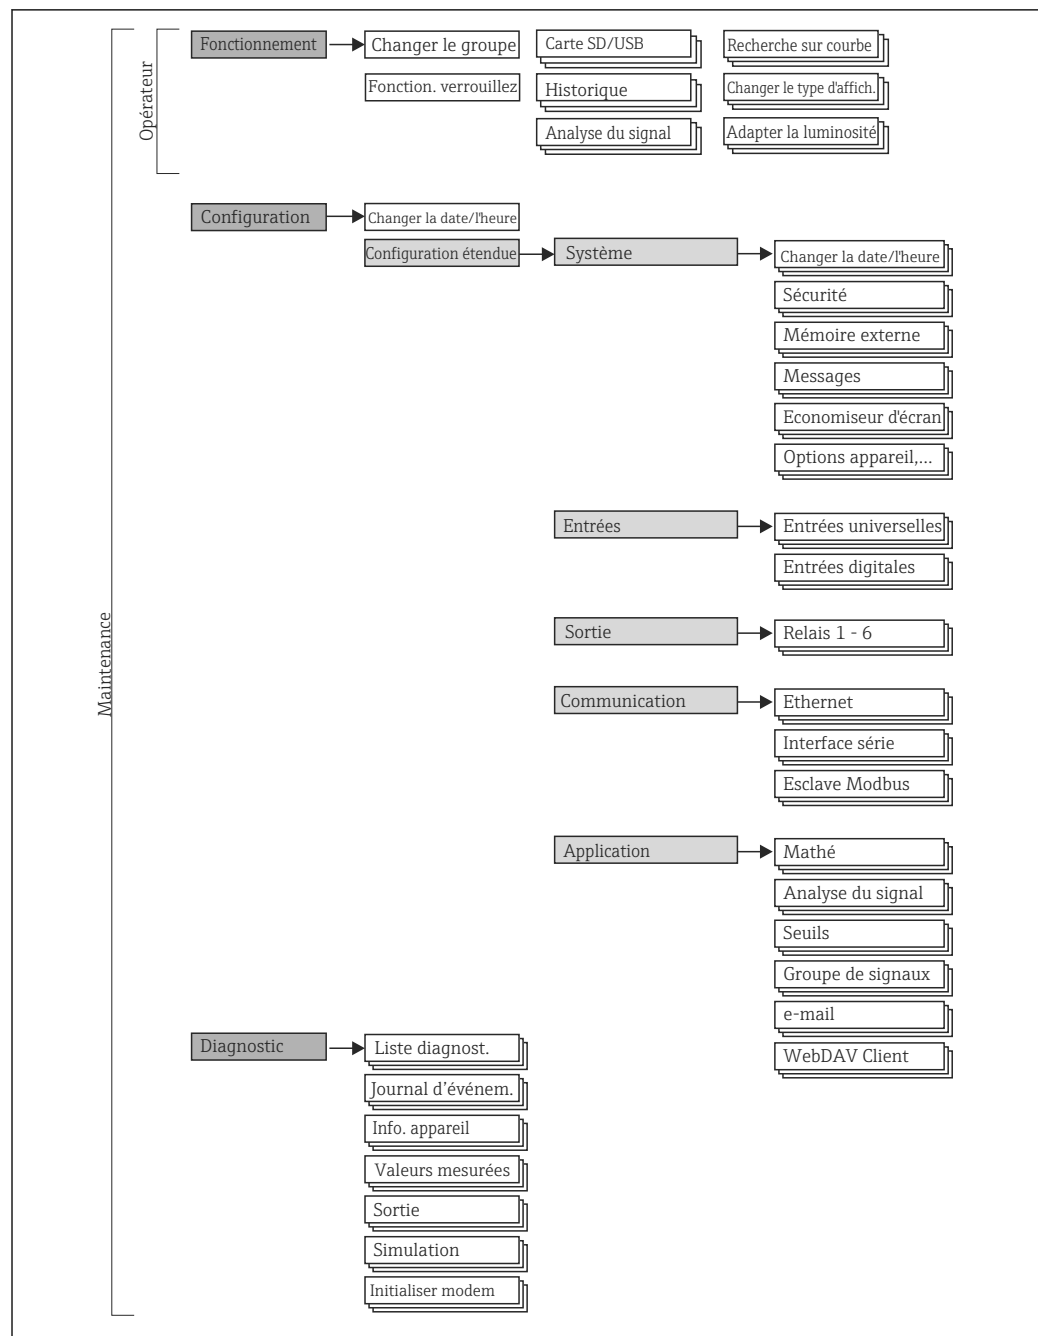 Opérateur
Maintenance
Fonctionnement
Changer le groupe
Carte SD/USB
Recherche sur courbe
Fonction. verrouillez
Historique
Changer le type d'affich.
Analyse du signal
Adapter la luminosité
Configuration
Changer la date/l'heure
Configuration étendue
Système
Changer la date/l'heure
Sécurité
Mémoire externe
Messages
Economiseur d'écran
Options appareil,...
Entrées
Entrées universelles
Entrées digitales
Sortie
Relais 1 - 6
Communication
Ethernet
Interface série
Esclave Modbus
Application
Mathé
Analyse du signal
Seuils
Groupe de signaux
e-mail
WebDAV Client
Diagnostic
Liste diagnost.
Journal d’événem.
Info. appareil
Valeurs mesurées
Sortie
Simulation
Initialiser modem